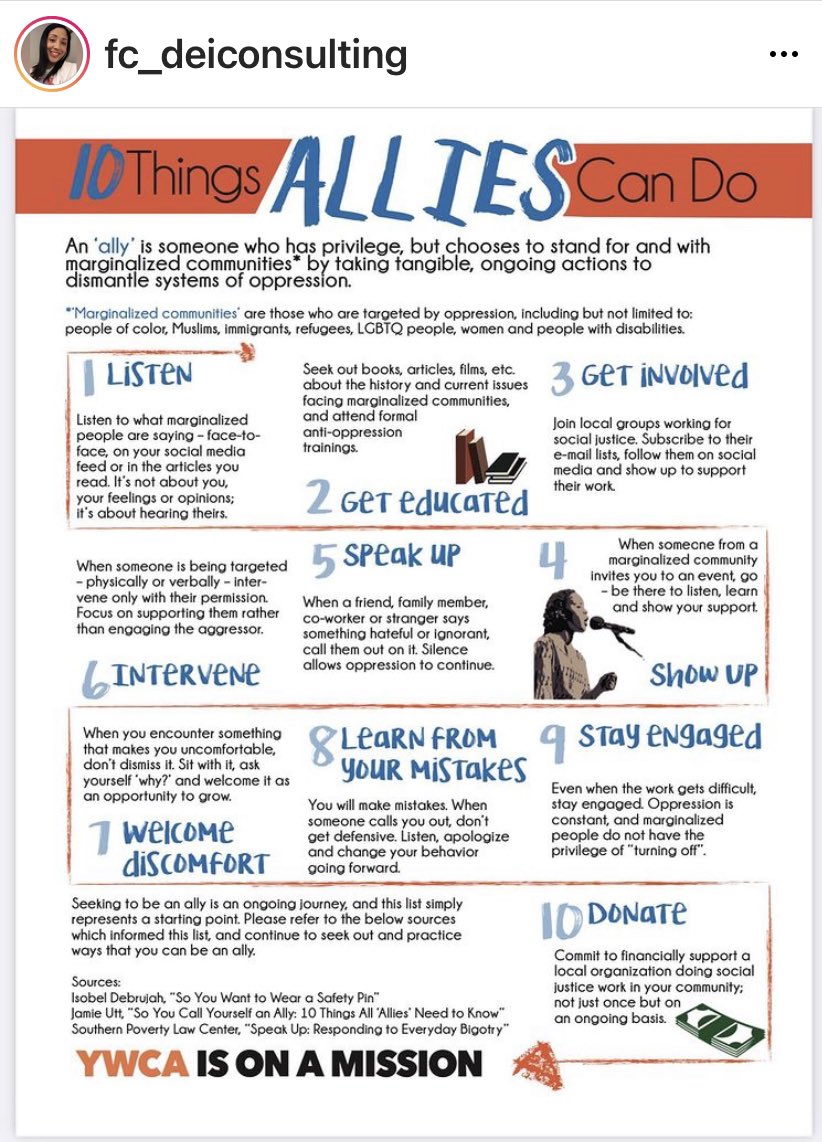 fc_deiconsulting
10 Things ALLIES Can Do
An 'ally' is someone who has privilege, but chooses to stand for and with
marginalized communities* by taking tangible, ongoing actions to
dismantle systems of oppression.
*'Marginalized communities' are those who are targeted by oppression, including but not limited to:
people of color, Muslims, immigrants, refugees, LGBTQ people, women and people with disabilities.
1 LISTEN
Listen to what marginalized
people are saying – face-to-
face, on your social media
feed or in the articles you
read. It's not about you,
your feelings or opinions;
it's about hearing theirs.
Seek out books, articles, films, etc.
about the history and current issues
facing marginalized communities,
and attend formal
anti-oppression
trainings.
2 GET EDUCATED
3 GET INVOLVED
Join local groups working for
social justice. Subscribe to their
e-mail lists, follow them on social
media and show up to support
their work.
When someone is being targeted
– physically or verbally – inter-
vene only with their permission.
Focus on supporting them rather
than engaging the aggressor.
6 INTERVENE
5 SPEAK UP
When a friend, family member,
co-worker or stranger says
something hateful or ignorant,
call them out on it. Silence
allows oppression to continue.
4
When someone from a
marginalized community
invites you to an event, go
– be there to listen, learn
and show your support.
SHOW UP
When you encounter something
that makes you uncomfortable,
don't dismiss it. Sit with it, ask
yourself 'why?' and welcome it as
an opportunity to grow.
7 WELCOME
DISCOMFORT
8 LEARN FROM
YOUR MISTAKES
You will make mistakes. When
someone calls you out, don't
get defensive. Listen, apologize
and change your behavior
going forward.
9 STAY ENGAGED
Even when the work gets difficult,
stay engaged. Oppression is
constant, and marginalized
people do not have the
privilege of "turning off".
Seeking to be an ally is an ongoing journey, and this list simply
represents a starting point. Please refer to the below sources
which informed this list, and continue to seek out and practice
ways that you can be an ally.
Sources:
Isobel Debrujah, "So You Want to Wear a Safety Pin"
Jamie Utt, "So You Call Yourself an Ally: 10 Things All 'Allies' Need to Know"
Southern Poverty Law Center, "Speak Up: Responding to Everyday Bigotry"
10 DONATE
Commit to financially support a
local organization doing social
justice work in your community;
not just once but on
an ongoing basis.
YWCA IS ON A MISSION